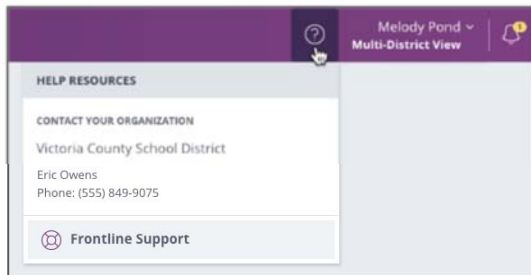 Melody Pond
Multi-District View
HELP RESOURCES
CONTACT YOUR ORGANIZATION
Victoria County School District
Eric Owens
Phone: (555) 849-9075
Frontline Support